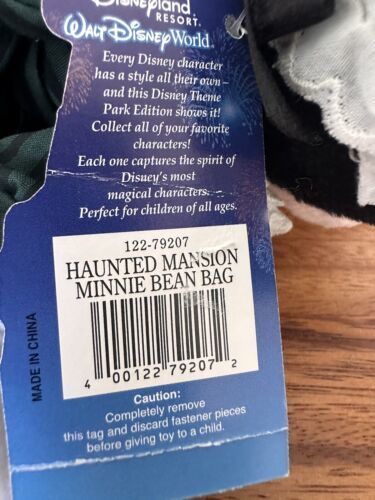 Disneyland
RESORT.
WALT DISNEY World.
Every Disney character
has a style all their own –
and this Disney Theme
Park Edition shows it!
Collect all of your favorite
characters!
Each one captures the spirit of
Disney's most
magical characters.
Perfect for children of all ages.
122-79207
HAUNTED MANSION
MINNIE BEAN BAG
4 00122 79207 2
MADE IN CHINA
Caution:
Completely remove
this tag and discard fastener pieces
before giving toy to a child.